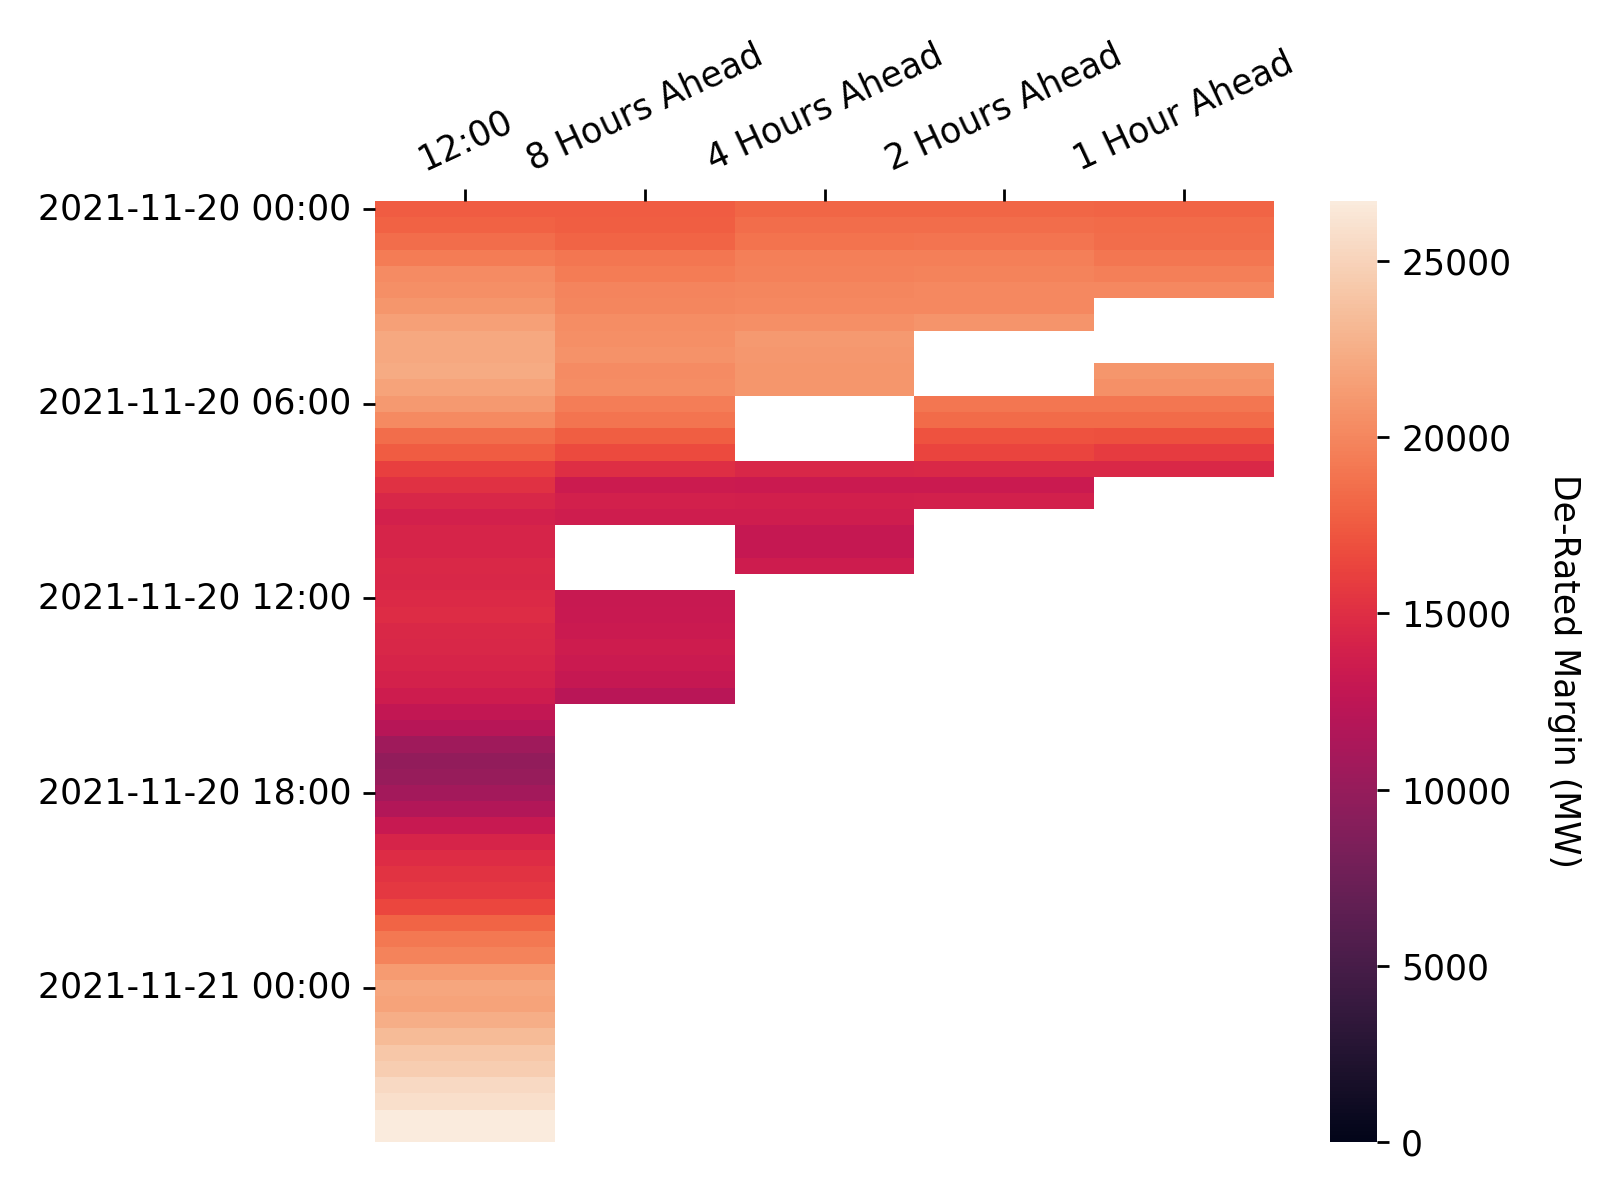 12:00
8 Hours Ahead
4 Hours Ahead
2 Hours Ahead
1 Hour Ahead
2021-11-20 00:00
2021-11-20 06:00
2021-11-20 12:00
2021-11-20 18:00
2021-11-21 00:00
25000
20000
15000
10000
5000
0
De-Rated Margin (MW)